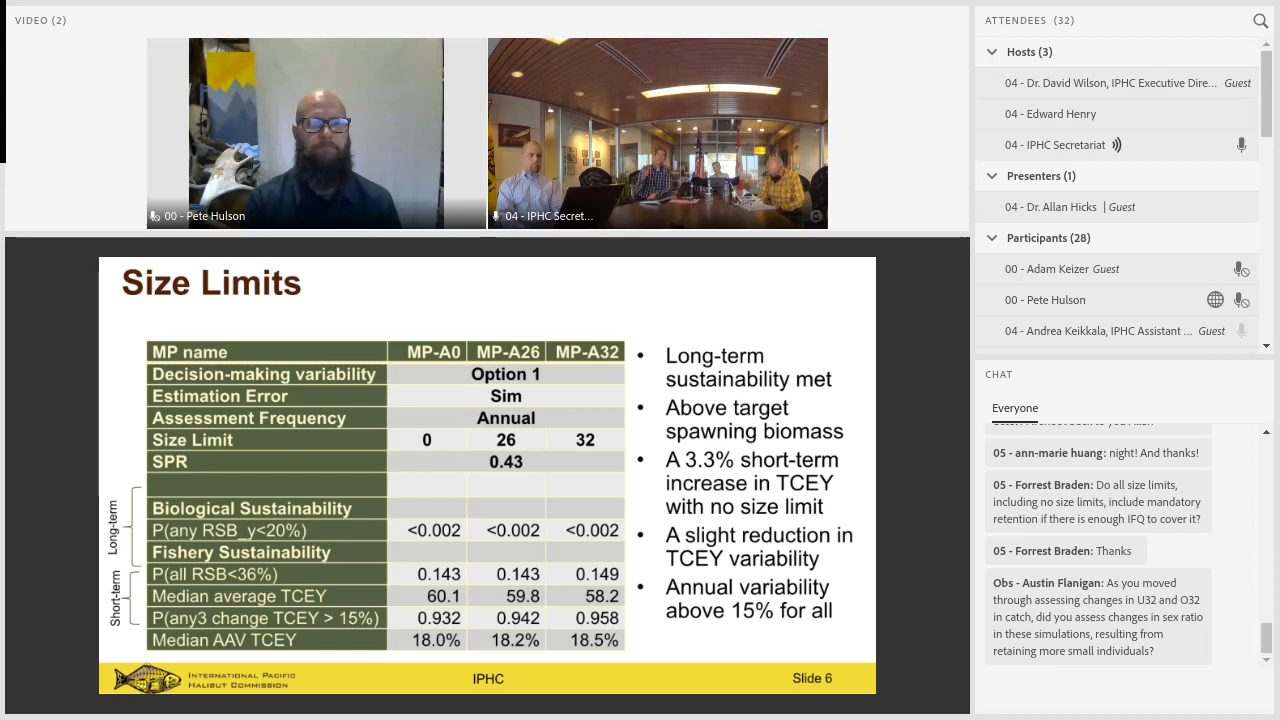 VIDEO (2)
00 - Pete Hulson
04 - IPHC Secret...
Size Limits
MP name MP-A0 MP-A26 MP-A32
Decision-making variability Option 1
Estimation Error Sim
Assessment Frequency Annual
Size Limit 0 26 32
SPR 0.43
Long-term
Biological Sustainability
P(any RSB_y<20%) <0.002 <0.002 <0.002
Fishery Sustainability
Short-term
P(all RSB<36%) 0.143 0.143 0.149
Median average TCEY 60.1 59.8 58.2
P(any3 change TCEY > 15%) 0.932 0.942 0.958
Median AAV TCEY 18.0% 18.2% 18.5%
• Long-term
sustainability met
• Above target
spawning biomass
• A 3.3% short-term
increase in TCEY
with no size limit
• A slight reduction in
TCEY variability
• Annual variability
above 15% for all
INTERNATIONAL PACIFIC
HALIBUT COMMISSION
IPHC
Slide 6
ATTENDEES (32)
Hosts (3)
04 - Dr. David Wilson, IPHC Executive Dire... Guest
04 - Edward Henry
04 - IPHC Secretariat
Presenters (1)
04 - Dr. Allan Hicks | Guest
Participants (28)
00 - Adam Keizer Guest
00 - Pete Hulson
04 - Andrea Keikkala, IPHC Assistant ... Guest
CHAT
Everyone
05 - ann-marie huang: right! And thanks!
05 - Forrest Braden: Do all size limits,
including no size limits, include mandatory
retention if there is enough IFQ to cover it?
05 - Forrest Braden: Thanks
Obs - Austin Flanigan: As you moved
through assessing changes in U32 and O32
in catch, did you assess changes in sex ratio
in these simulations, resulting from
retaining more small individuals?